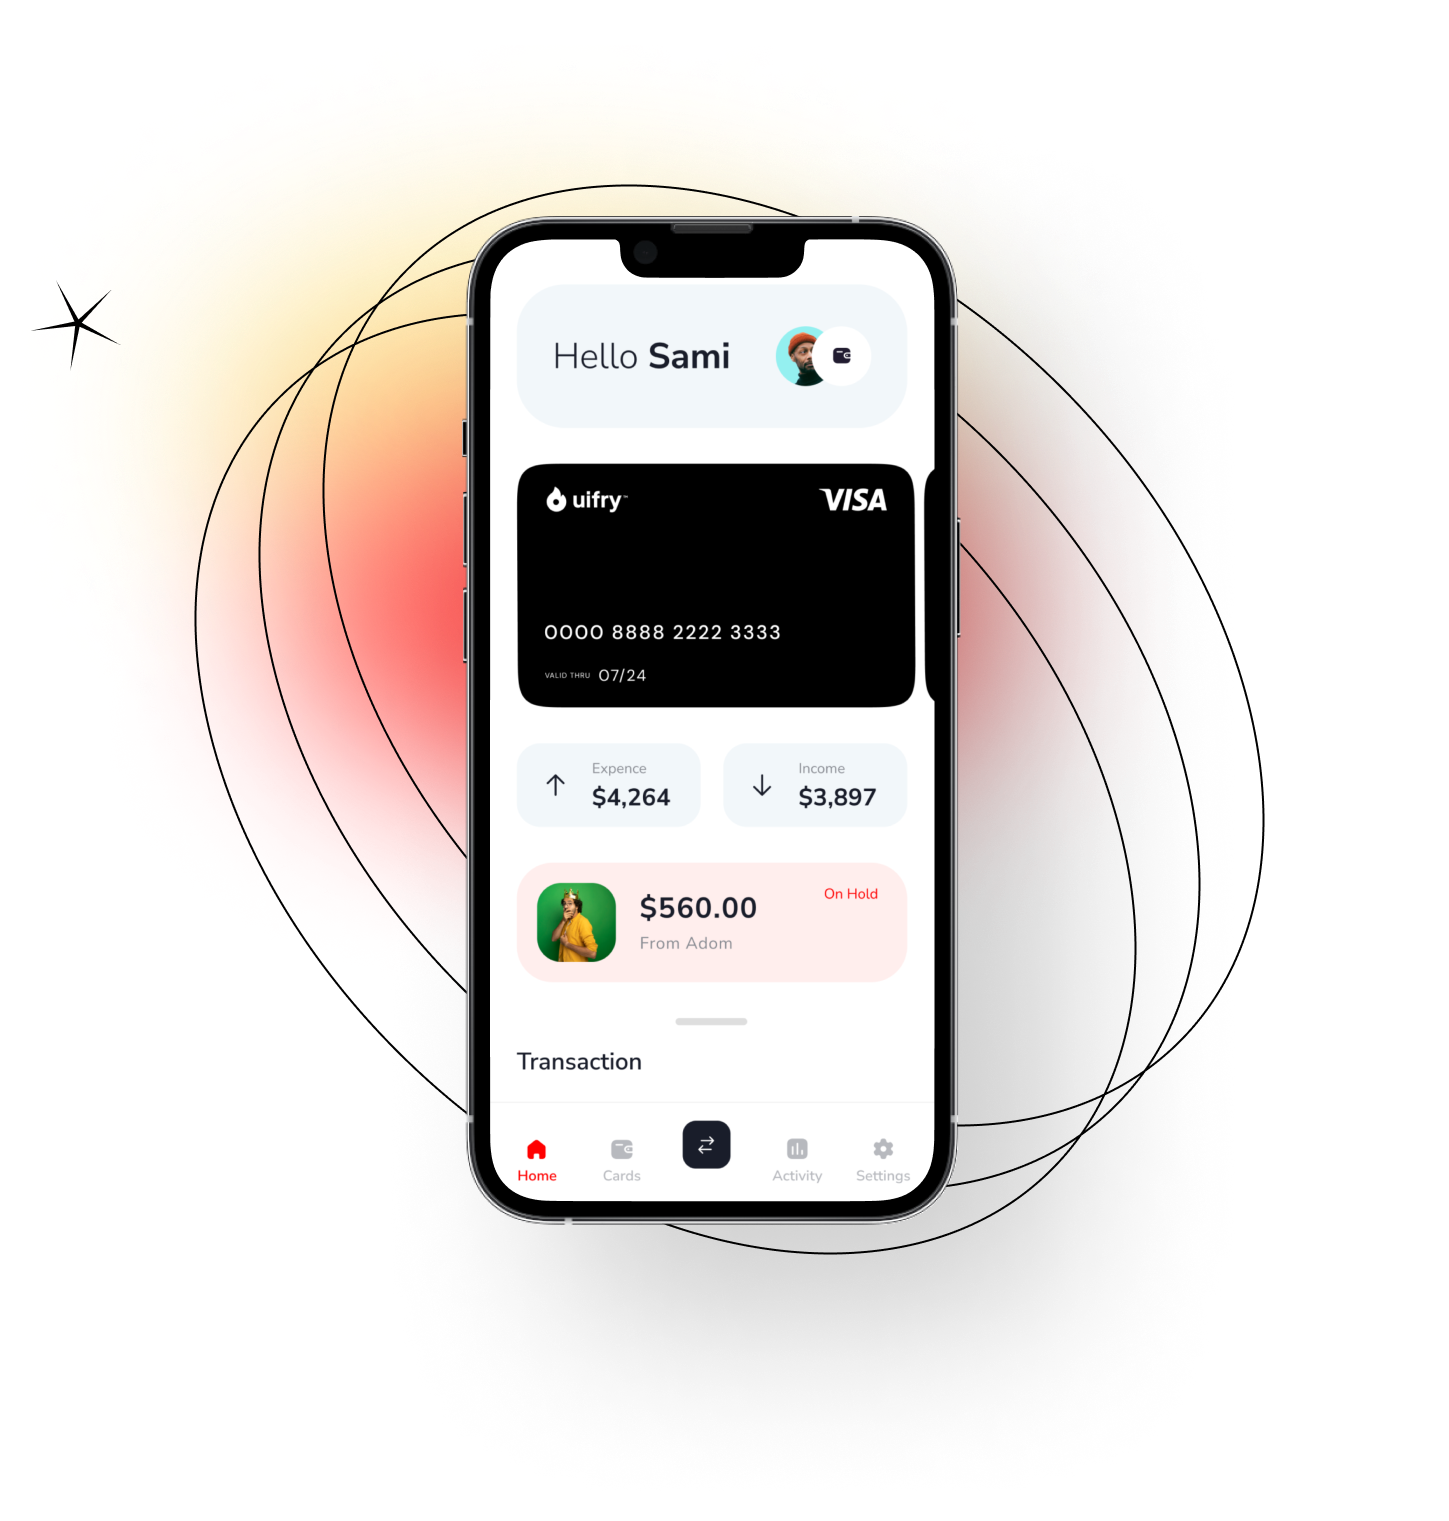 Hello Sami
uifry™
VISA
0000 8888 2222 3333
VALID THRU 07/24
Expence
$4,264
Income
$3,897
$560.00
On Hold
From Adom
Transaction
Home
Cards
Activity
Settings